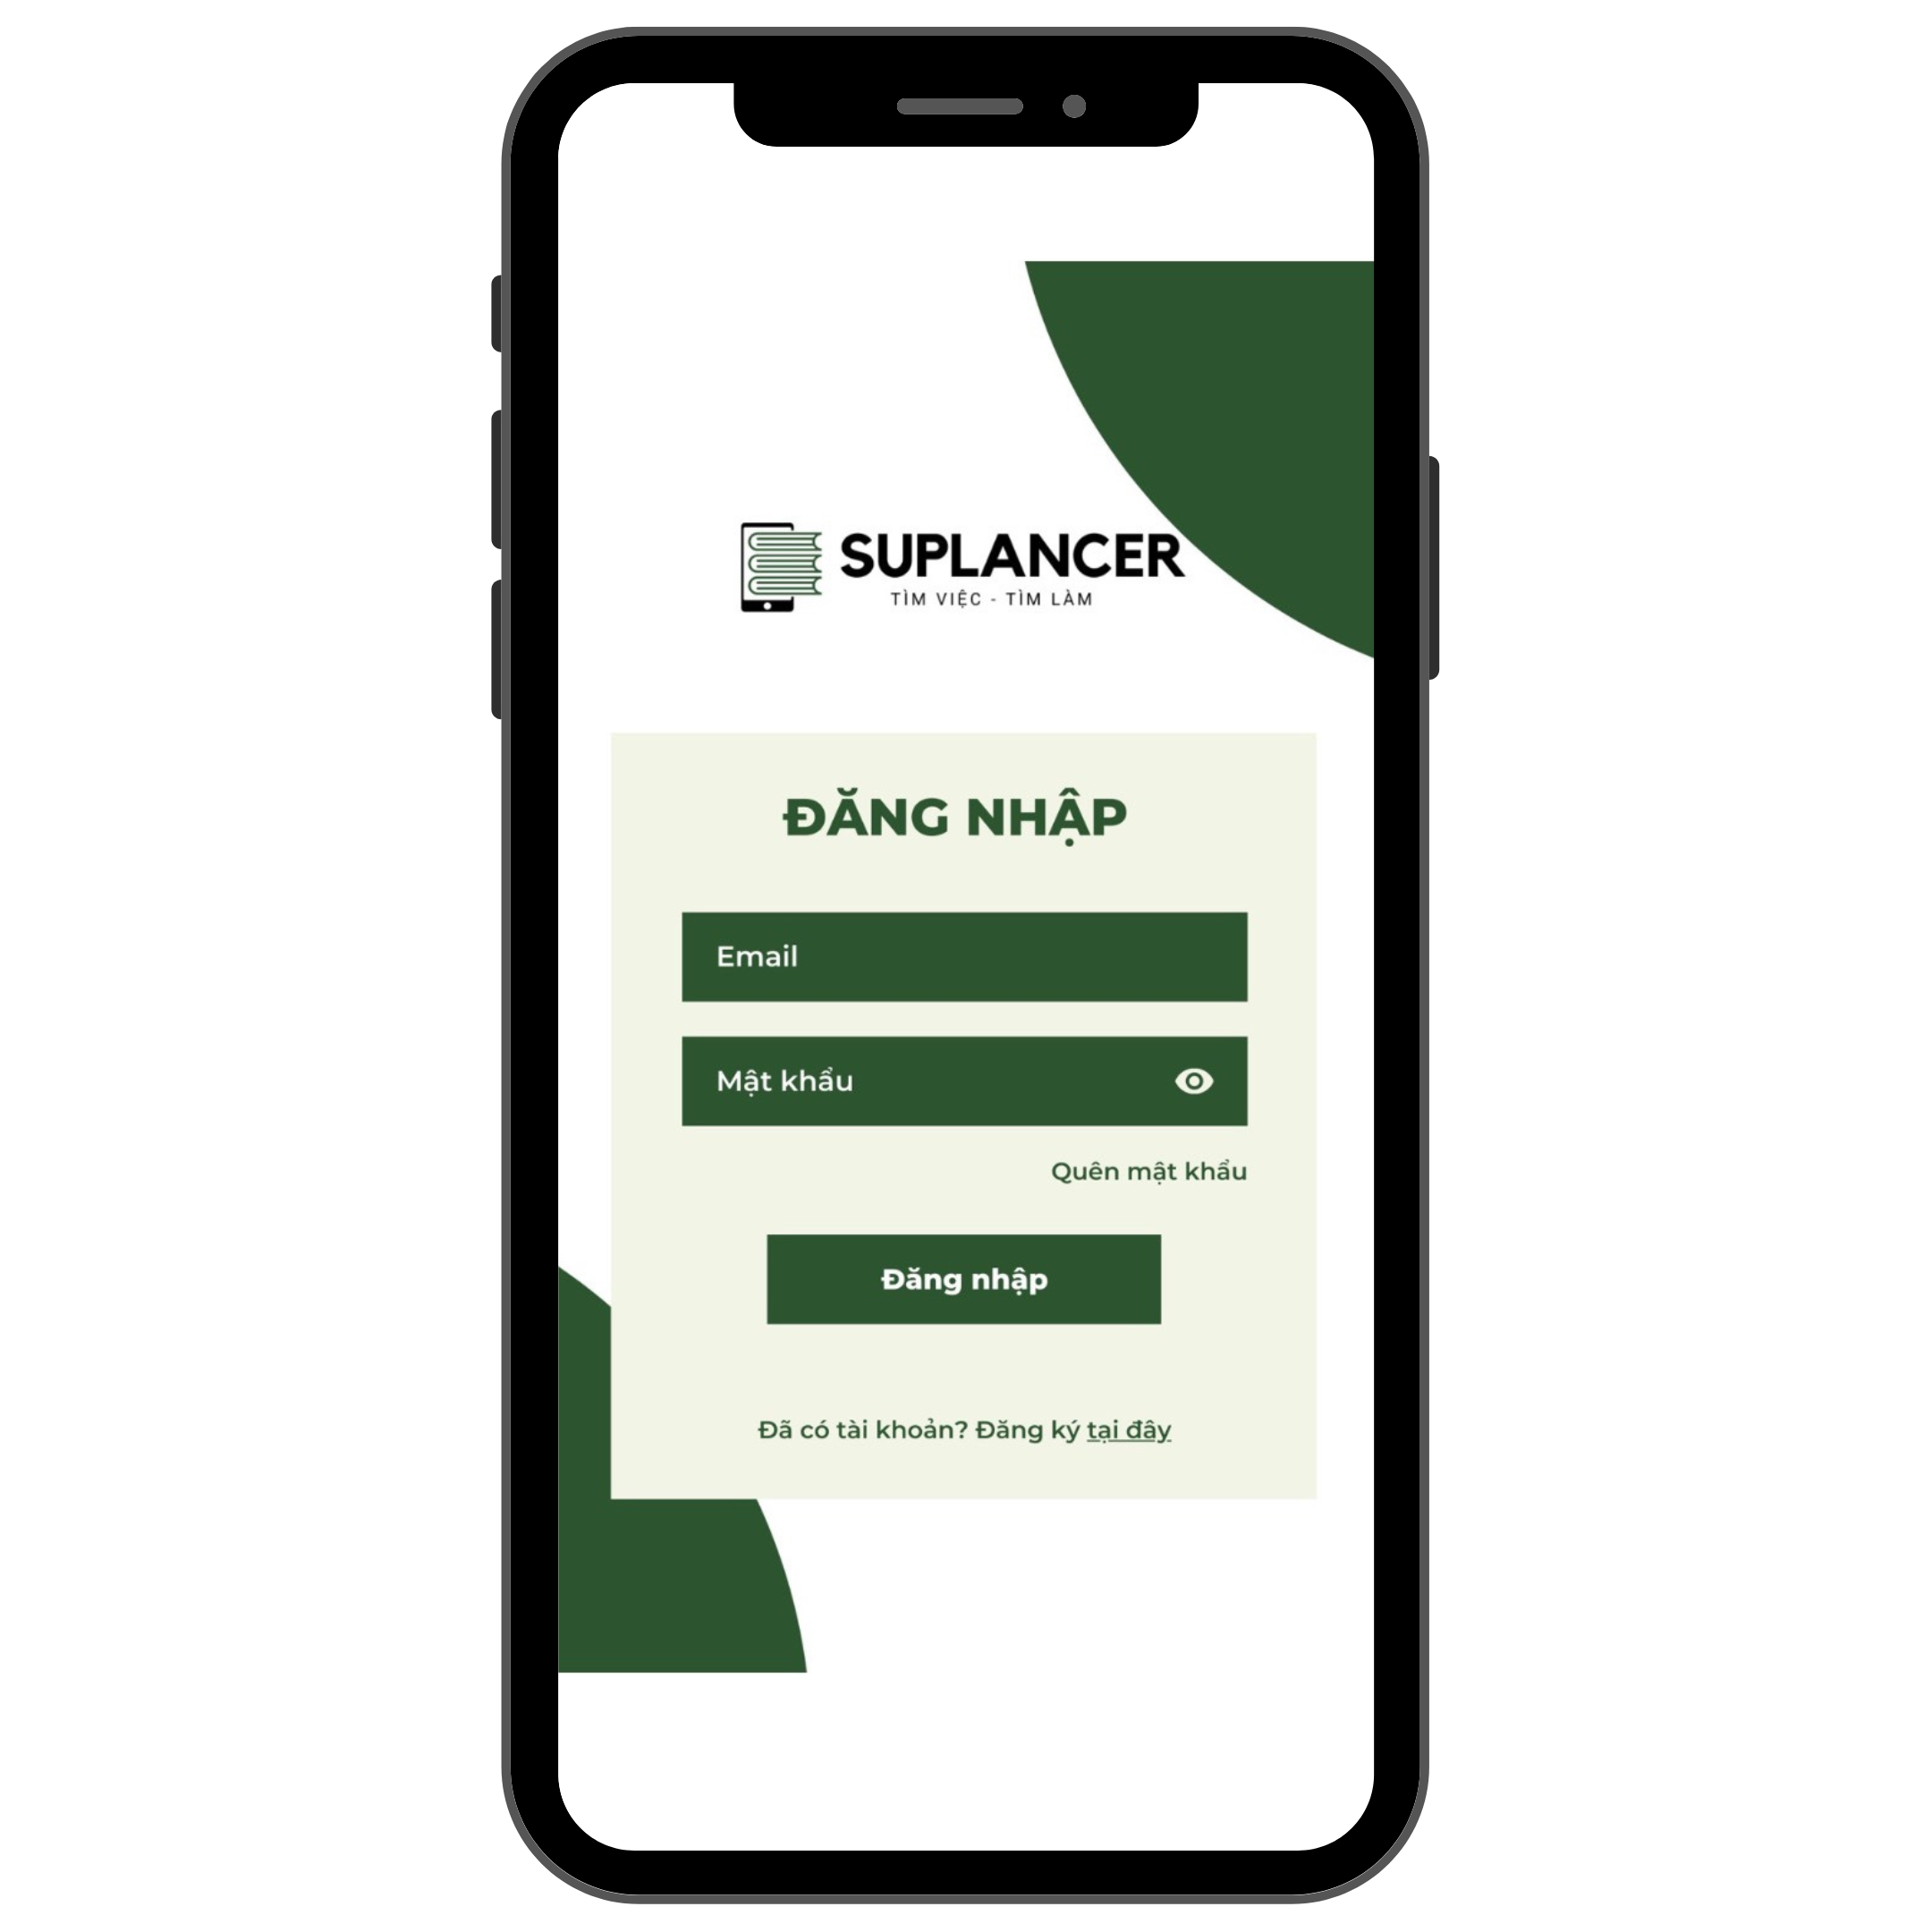 SUPLANCER
TÌM VIỆC - TÌM LÀM
ĐĂNG NHẬP
Email
Mật khẩu
Quên mật khẩu
Đăng nhập
Đã có tài khoản? Đăng ký tại đây